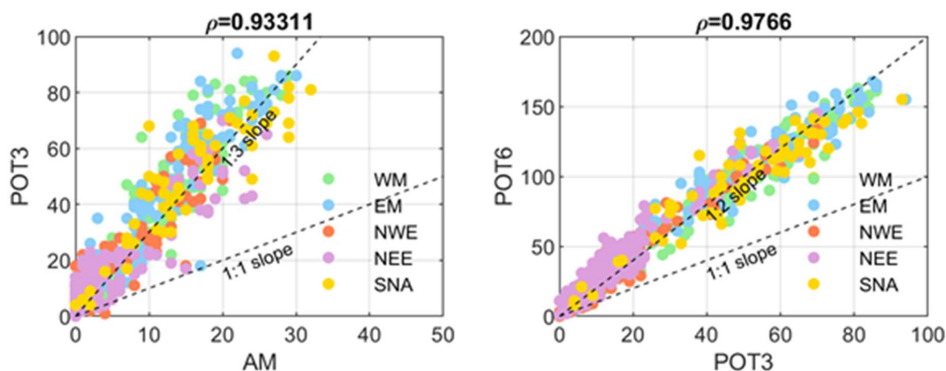 ρ=0.93311
100
80
60
40
20
0
POT3
0 10 20 30 40 50
AM
1:3 slope
1:1 slope
WM
EM
NWE
NEE
SNA
ρ=0.9766
200
150
100
50
0
POT6
0 20 40 60 80 100
POT3
1:2 slope
1:1 slope
WM
EM
NWE
NEE
SNA